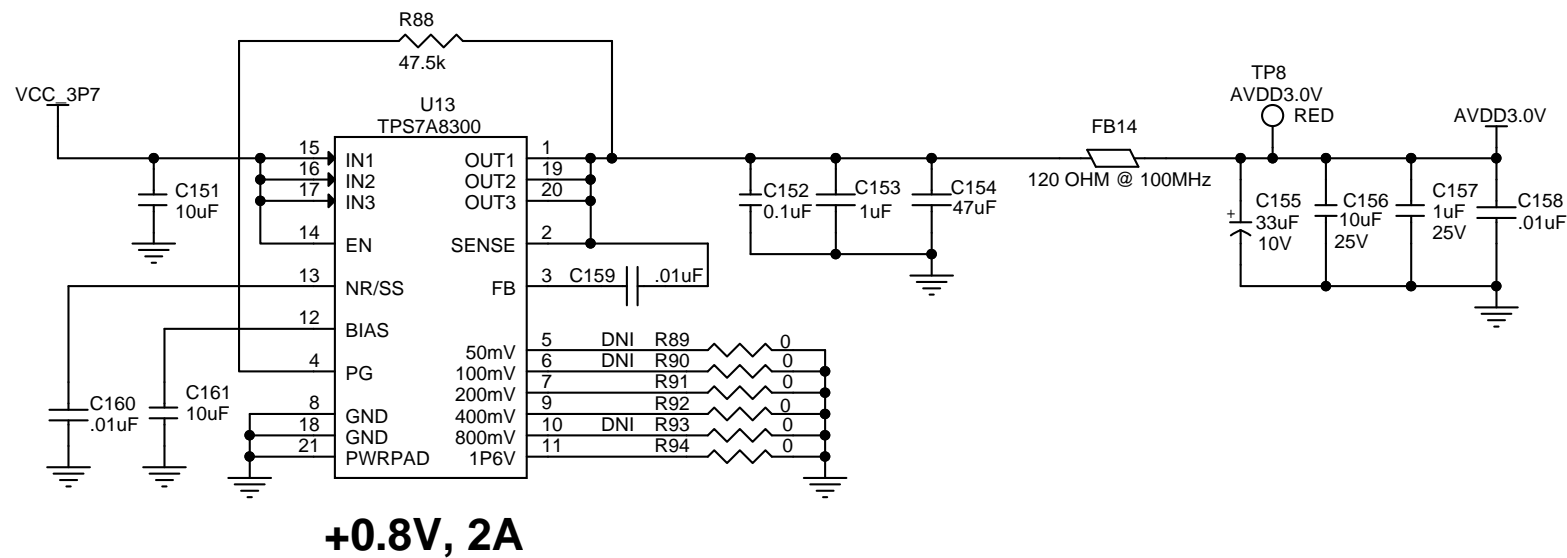 R88
47.5k
VCC_3P7
U13
TPS7A8300
TP8
AVDD3.0V
RED
AVDD3.0V
FB14
120 OHM @ 100MHz
15 IN1 OUT1 1
16 IN2 OUT2 19
17 IN3 OUT3 20
14 EN SENSE 2
13 NR/SS FB 3 C159 .01uF
12 BIAS
50mV 5 DNI R89 0
4 PG 100mV 6 DNI R90 0
200mV 7 R91 0
8 GND 400mV 9 R92 0
18 GND 800mV 10 DNI R93 0
21 PWRPAD 1P6V 11 R94 0
C151
10uF
C152
0.1uF
C153
1uF
C154
47uF
C155
+
33uF
10V
C156
10uF
25V
C157
1uF
25V
C158
.01uF
C160
.01uF
C161
10uF
+0.8V, 2A